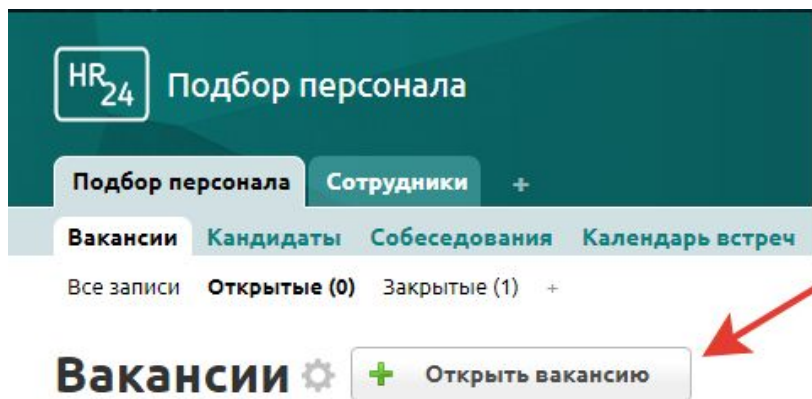 HR24 Подбор персонала
Подбор персонала Сотрудники +
Вакансии Кандидаты Собеседования Календарь встреч
Все записи Открытые (0) Закрытые (1) +
Вакансии + Открыть вакансию